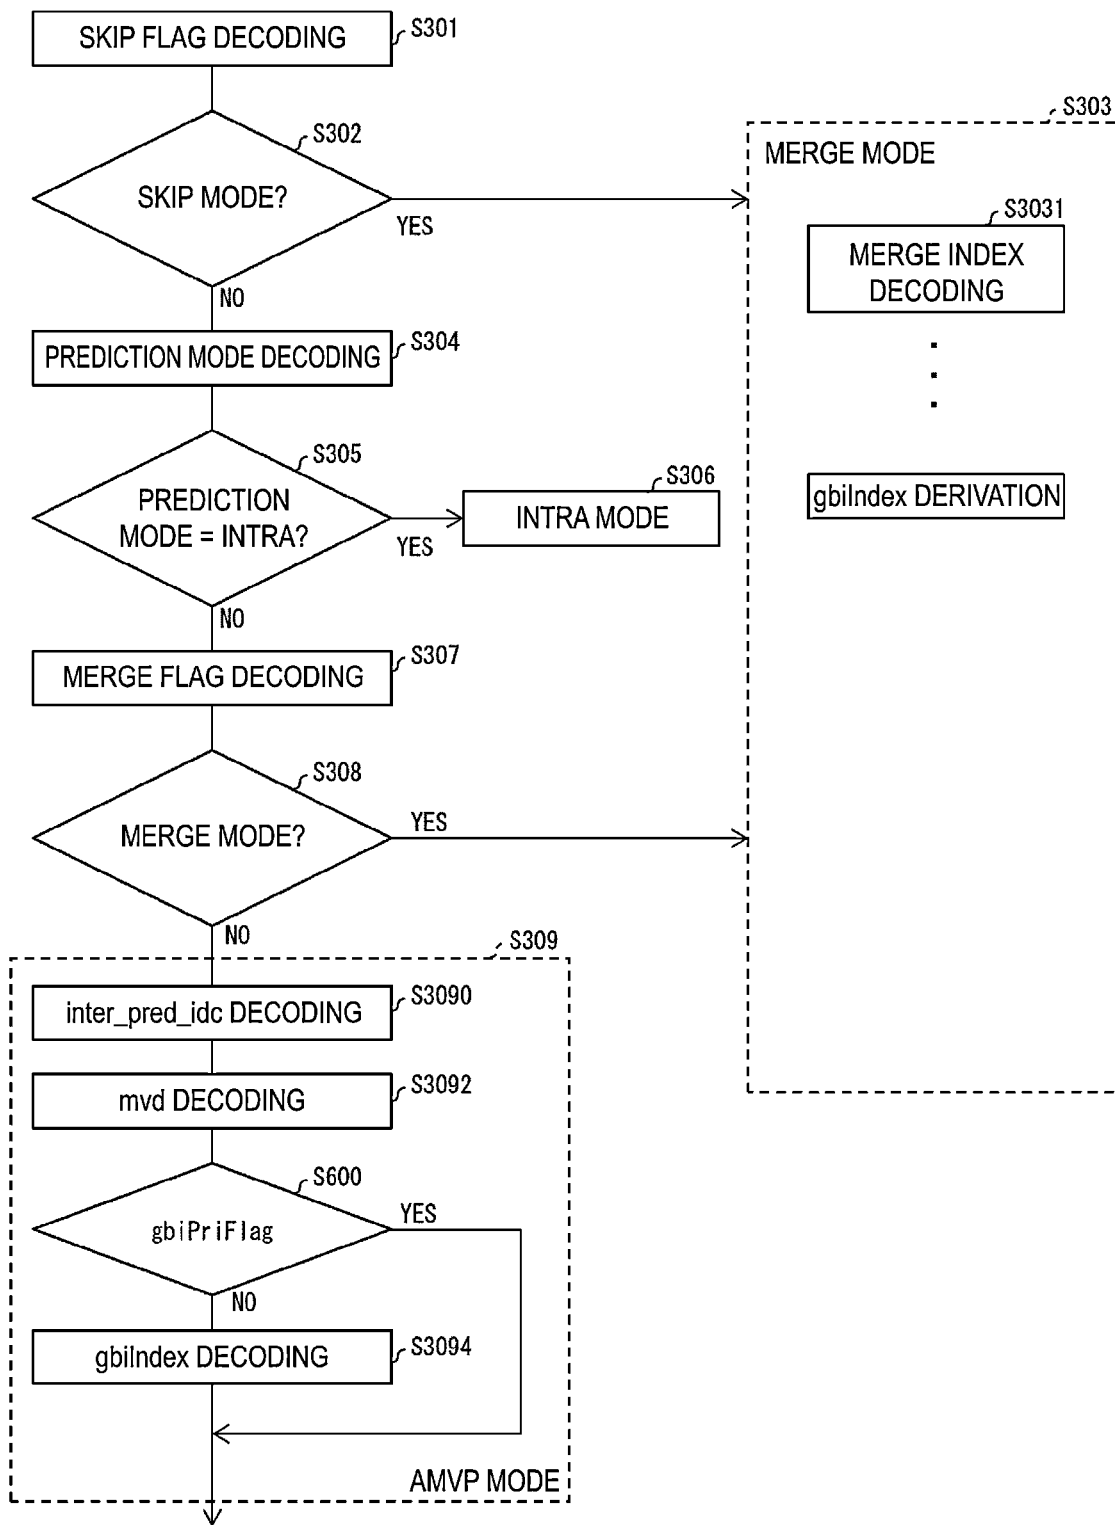 SKIP FLAG DECODING
S301
S302
SKIP MODE?
YES
NO
S303
MERGE MODE
S3031
MERGE INDEX
DECODING
gbiIndex DERIVATION
PREDICTION MODE DECODING
S304
S305
PREDICTION
MODE = INTRA?
YES
NO
S306
INTRA MODE
MERGE FLAG DECODING
S307
S308
MERGE MODE?
YES
NO
S309
inter_pred_idc DECODING
S3090
mvd DECODING
S3092
S600
gbiPriFlag
YES
NO
gbiIndex DECODING
S3094
AMVP MODE